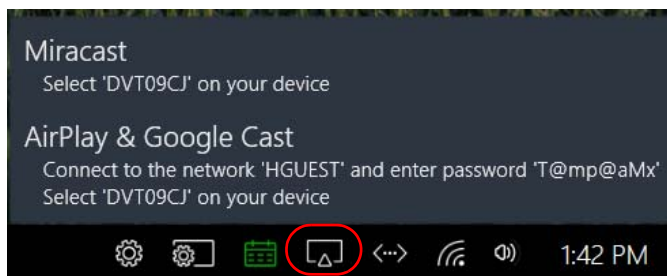 Miracast
Select 'DVT09CJ' on your device
AirPlay & Google Cast
Connect to the network 'HGUEST' and enter password 'T@mp@aMx'
Select 'DVT09CJ' on your device
1:42 PM